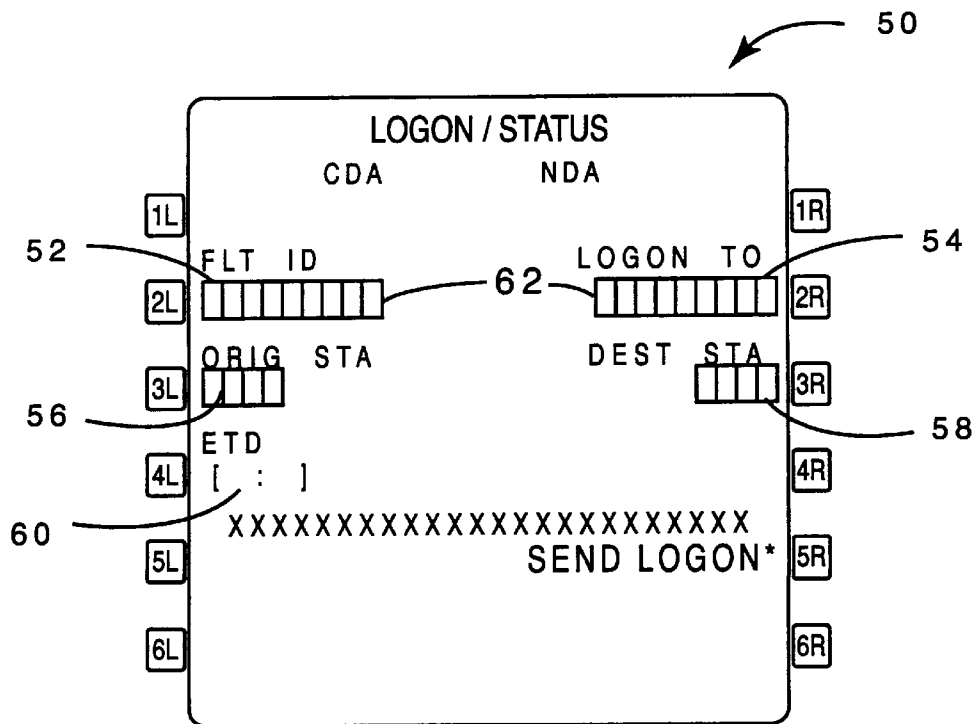 50
LOGON / STATUS
CDA NDA
1L 1R
52 FLT ID LOGON TO 54
2L 62 2R
ORIG STA DEST STA
3L 3R
56 58
ETD
4L [ : ] 4R
60 XXXXXXXXXXXXXXXXXXXXXXXX
5L SEND LOGON* 5R
6L 6R